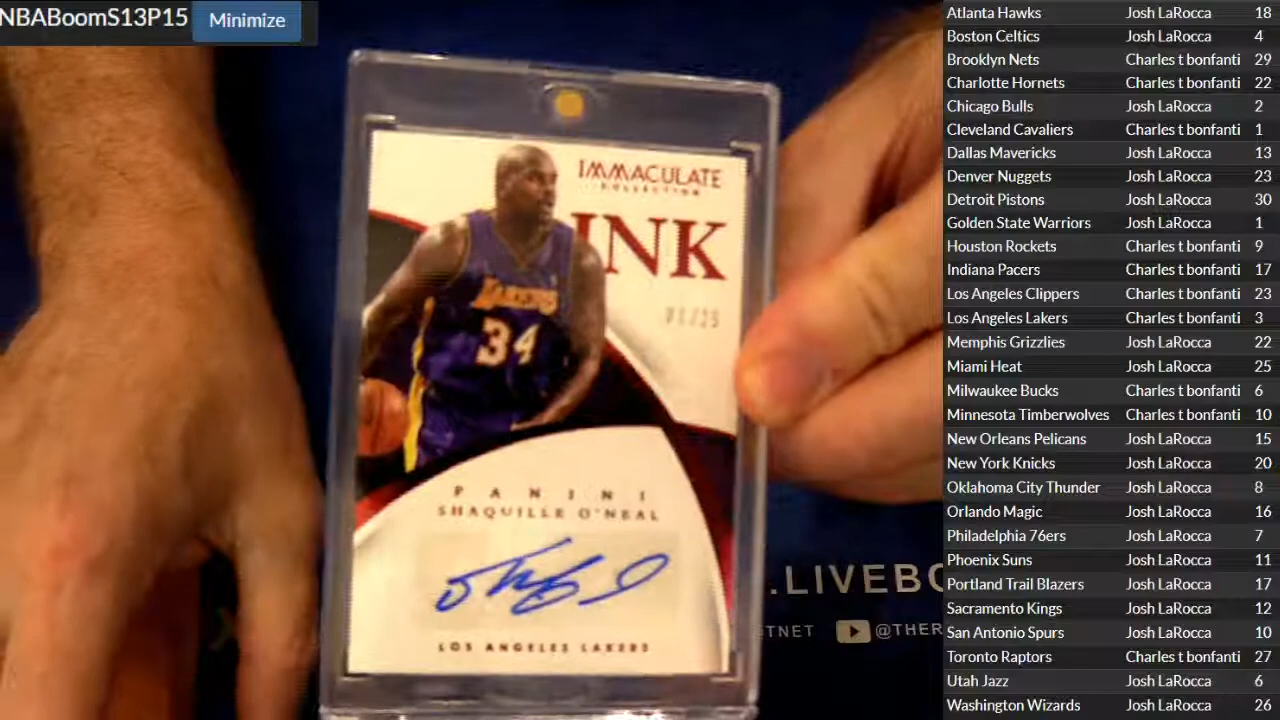 NBABoomS13P15 Minimize
IMMACULATE
COLLECTION
INK
LAKERS
34
PANINI
SHAQUILLE O'NEAL
LOS ANGELES LAKERS
.LIVEB
@THER
Atlanta Hawks Josh LaRocca 18
Boston Celtics Josh LaRocca 4
Brooklyn Nets Charles t bonfanti 29
Charlotte Hornets Charles t bonfanti 22
Chicago Bulls Josh LaRocca 2
Cleveland Cavaliers Charles t bonfanti 1
Dallas Mavericks Josh LaRocca 13
Denver Nuggets Josh LaRocca 23
Detroit Pistons Josh LaRocca 30
Golden State Warriors Josh LaRocca 1
Houston Rockets Charles t bonfanti 9
Indiana Pacers Charles t bonfanti 17
Los Angeles Clippers Charles t bonfanti 23
Los Angeles Lakers Charles t bonfanti 3
Memphis Grizzlies Josh LaRocca 22
Miami Heat Josh LaRocca 25
Milwaukee Bucks Charles t bonfanti 6
Minnesota Timberwolves Charles t bonfanti 10
New Orleans Pelicans Josh LaRocca 15
New York Knicks Josh LaRocca 20
Oklahoma City Thunder Josh LaRocca 8
Orlando Magic Josh LaRocca 16
Philadelphia 76ers Josh LaRocca 7
Phoenix Suns Josh LaRocca 11
Portland Trail Blazers Josh LaRocca 17
Sacramento Kings Josh LaRocca 12
San Antonio Spurs Josh LaRocca 10
Toronto Raptors Charles t bonfanti 27
Utah Jazz Josh LaRocca 6
Washington Wizards Josh LaRocca 26